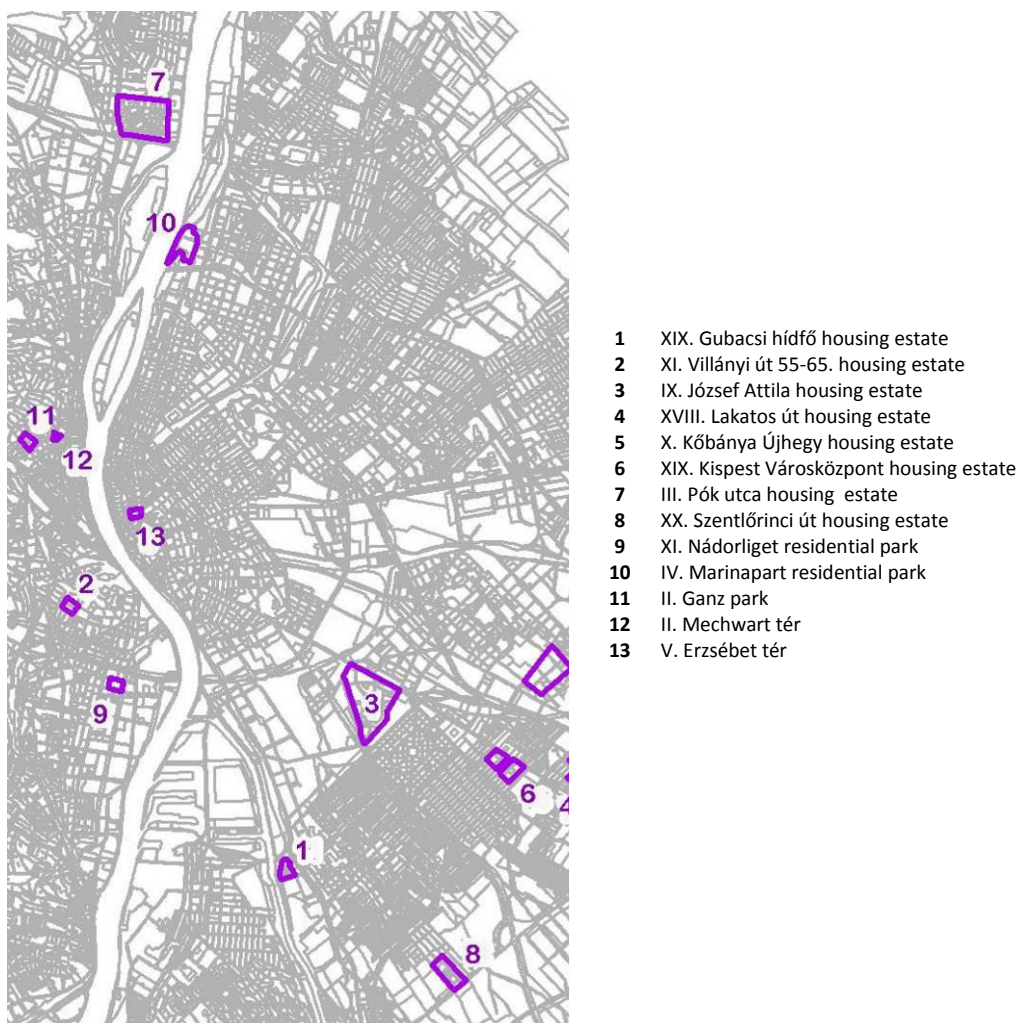 7
10
11
12
13
2
9
3
6
4
1
8
1 XIX. Gubacsi hídfő housing estate
2 XI. Villányi út 55-65. housing estate
3 IX. József Attila housing estate
4 XVIII. Lakatos út housing estate
5 X. Kőbánya Újhegy housing estate
6 XIX. Kispest Városközpont housing estate
7 III. Pók utca housing estate
8 XX. Szentlőrinci út housing estate
9 XI. Nádorliget residential park
10 IV. Marinapart residential park
11 II. Ganz park
12 II. Mechwart tér
13 V. Erzsébet tér